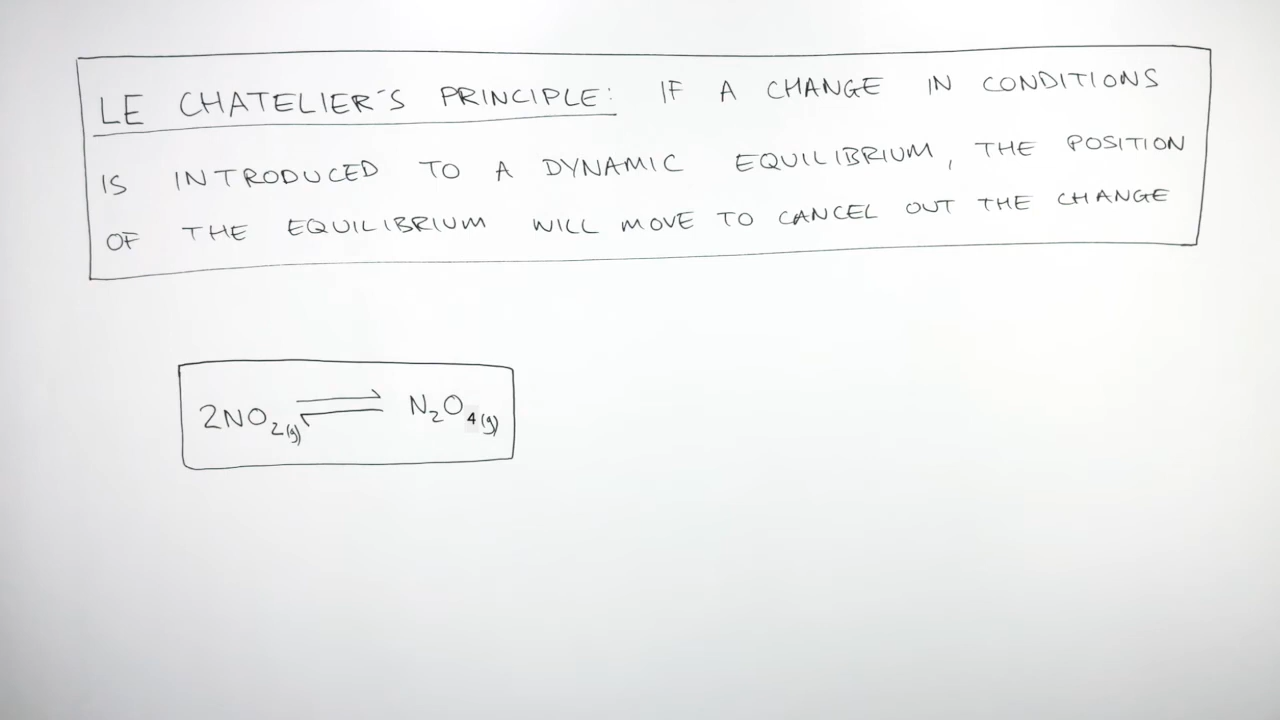 LE CHATELIER'S PRINCIPLE: IF A CHANGE IN CONDITIONS
IS INTRODUCED TO A DYNAMIC EQUILIBRIUM, THE POSITION
OF THE EQUILIBRIUM WILL MOVE TO CANCEL OUT THE CHANGE
2NO₂(g) ⇌ N₂O₄(g)